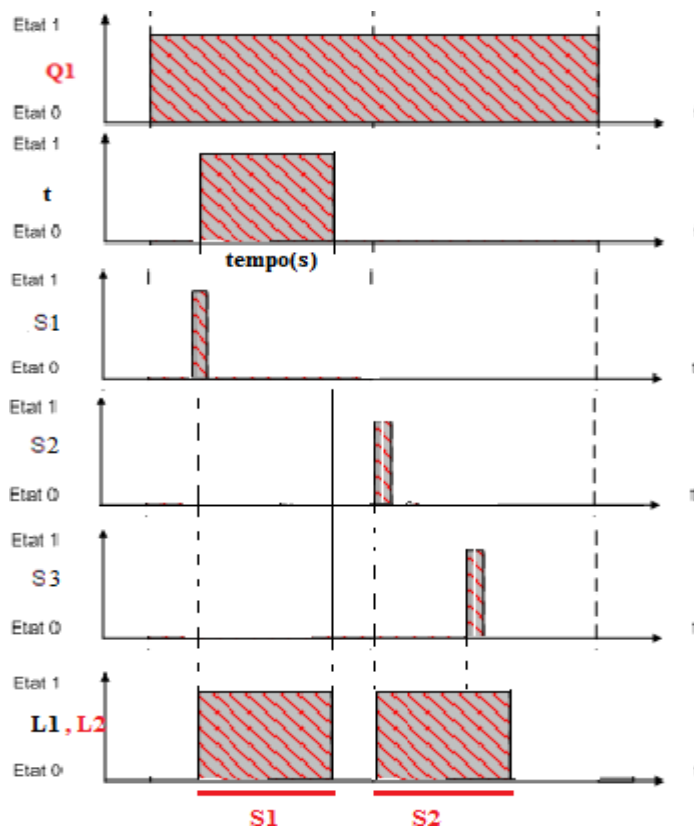 Etat 1
Q1
Etat 0
Etat 1
t
Etat 0
tempo(s)
Etat 1
S1
Etat 0
t
Etat 1
S2
Etat 0
t
Etat 1
S3
Etat 0
t
Etat 1
L1 , L2
Etat 0
S1
S2